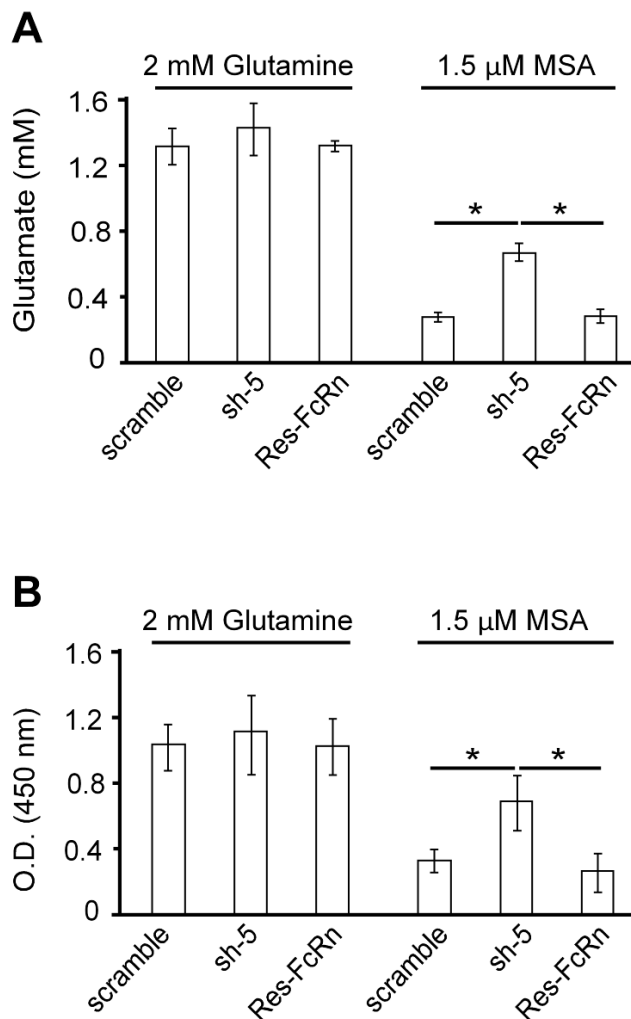 A
2 mM Glutamine
1.5 µM MSA
Glutamate (mM)
1.6
1.2
0.8
0.4
0
*
*
scramble
sh-5
Res-FcRn
scramble
sh-5
Res-FcRn
B
2 mM Glutamine
1.5 µM MSA
O.D. (450 nm)
1.6
1.2
0.8
0.4
0
*
*
scramble
sh-5
Res-FcRn
scramble
sh-5
Res-FcRn